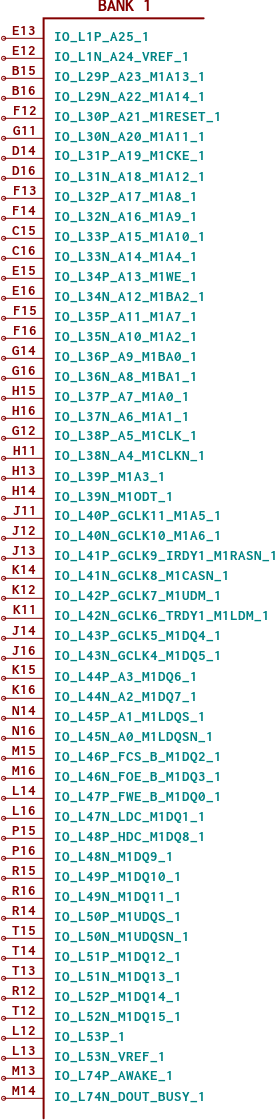 BANK 1
E13 IO_L1P_A25_1
E12 IO_L1N_A24_VREF_1
B15 IO_L29P_A23_M1A13_1
B16 IO_L29N_A22_M1A14_1
F12 IO_L30P_A21_M1RESET_1
G11 IO_L30N_A20_M1A11_1
D14 IO_L31P_A19_M1CKE_1
D16 IO_L31N_A18_M1A12_1
F13 IO_L32P_A17_M1A8_1
F14 IO_L32N_A16_M1A9_1
C15 IO_L33P_A15_M1A10_1
C16 IO_L33N_A14_M1A4_1
E15 IO_L34P_A13_M1WE_1
E16 IO_L34N_A12_M1BA2_1
F15 IO_L35P_A11_M1A7_1
F16 IO_L35N_A10_M1A2_1
G14 IO_L36P_A9_M1BA0_1
G16 IO_L36N_A8_M1BA1_1
H15 IO_L37P_A7_M1A0_1
H16 IO_L37N_A6_M1A1_1
G12 IO_L38P_A5_M1CLK_1
H11 IO_L38N_A4_M1CLKN_1
H13 IO_L39P_M1A3_1
H14 IO_L39N_M1ODT_1
J11 IO_L40P_GCLK11_M1A5_1
J12 IO_L40N_GCLK10_M1A6_1
J13 IO_L41P_GCLK9_IRDY1_M1RASN_1
K14 IO_L41N_GCLK8_M1CASN_1
K12 IO_L42P_GCLK7_M1UDM_1
K11 IO_L42N_GCLK6_TRDY1_M1LDM_1
J14 IO_L43P_GCLK5_M1DQ4_1
J16 IO_L43N_GCLK4_M1DQ5_1
K15 IO_L44P_A3_M1DQ6_1
K16 IO_L44N_A2_M1DQ7_1
N14 IO_L45P_A1_M1LDQS_1
N16 IO_L45N_A0_M1LDQSN_1
M15 IO_L46P_FCS_B_M1DQ2_1
M16 IO_L46N_FOE_B_M1DQ3_1
L14 IO_L47P_FWE_B_M1DQ0_1
L16 IO_L47N_LDC_M1DQ1_1
P15 IO_L48P_HDC_M1DQ8_1
P16 IO_L48N_M1DQ9_1
R15 IO_L49P_M1DQ10_1
R16 IO_L49N_M1DQ11_1
R14 IO_L50P_M1UDQS_1
T15 IO_L50N_M1UDQSN_1
T14 IO_L51P_M1DQ12_1
T13 IO_L51N_M1DQ13_1
R12 IO_L52P_M1DQ14_1
T12 IO_L52N_M1DQ15_1
L12 IO_L53P_1
L13 IO_L53N_VREF_1
M13 IO_L74P_AWAKE_1
M14 IO_L74N_DOUT_BUSY_1